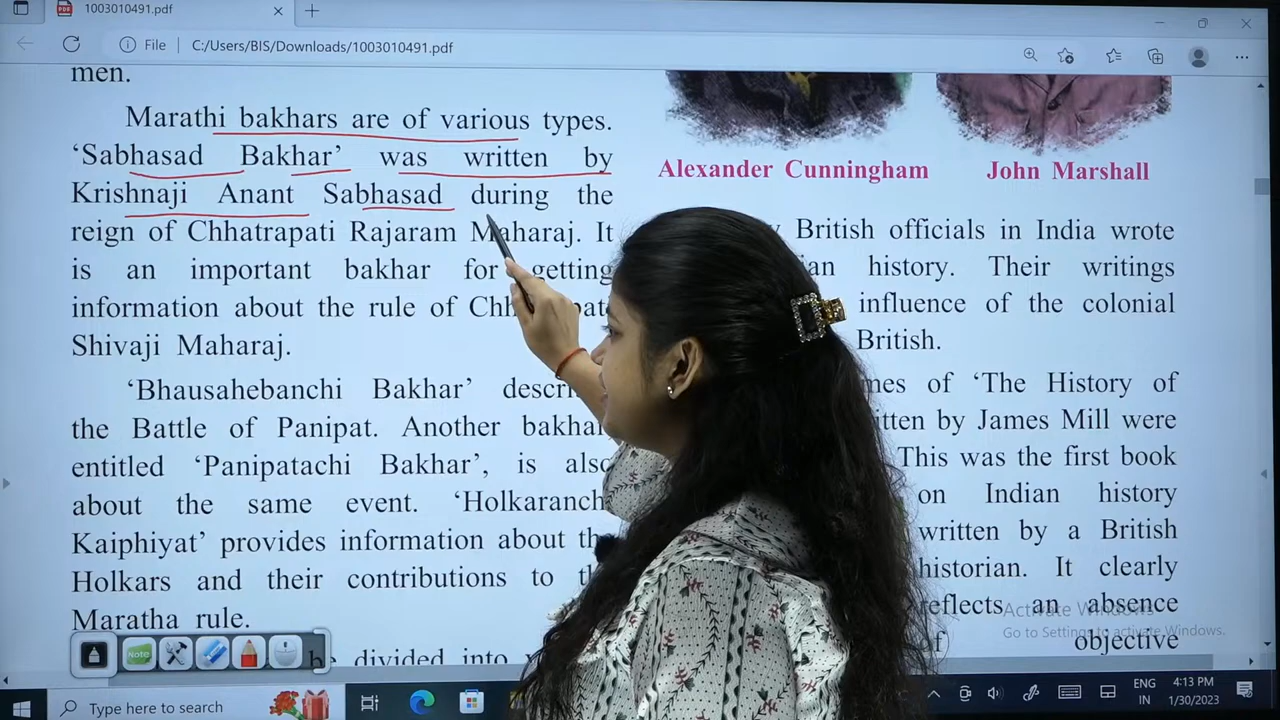 1003010491.pdf
File
C:/Users/BIS/Downloads/1003010491.pdf
men.
Marathi bakhars are of various types.
‘Sabhasad Bakhar’ was written by
Krishnaji Anant Sabhasad during the
reign of Chhatrapati Rajaram Maharaj. It
is an important bakhar for getting
information about the rule of
Shivaji Maharaj.
‘Bhausahebanchi Bakhar’
the Battle of Panipat. Another
entitled ‘Panipatachi Bakhar’, is also
about the same event.
Kaiphiyat’ provides information about
Holkars and their contributions to
Maratha rule.
divided into
Alexander Cunningham
John Marshall
British officials in India wrote
history. Their writings
influence of the colonial
British.
of ‘The History of
by James Mill were
This was the first book
on Indian history
written by a British
historian. It clearly
reflects an absence
of objective
Activate Windows
Go to Settings to activate Windows.
Note
Type here to search
ENG
IN
4:13 PM
1/30/2023